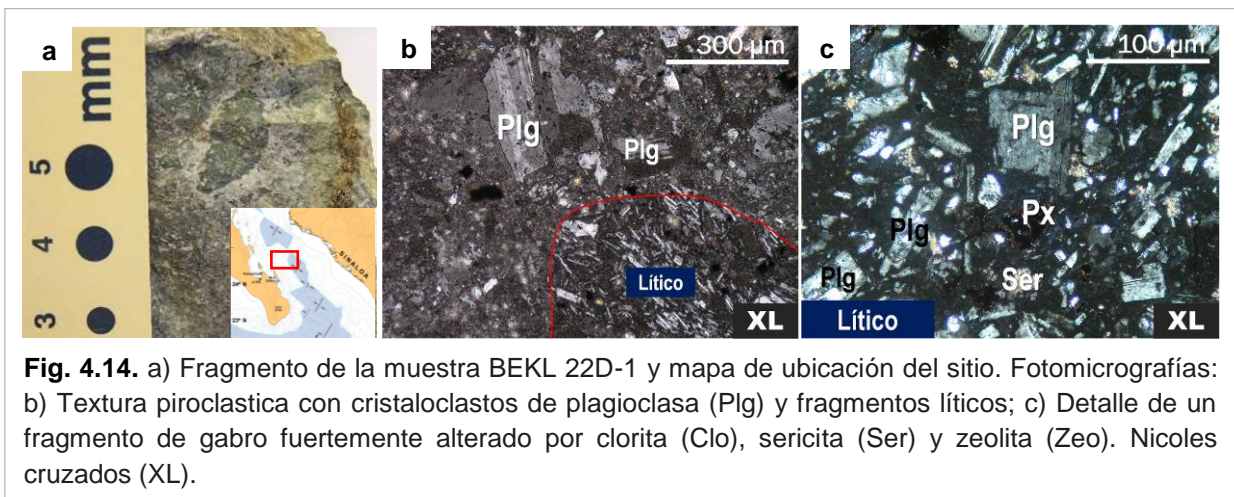 a
mm
5
4
3
SINALOA
24° N
23° N
b
300 µm
Plg
Plg
Lítico
XL
c
100 µm
Plg
Px
Plg
Ser
Plg
Lítico
XL
Fig. 4.14. a) Fragmento de la muestra BEKL 22D-1 y mapa de ubicación del sitio. Fotomicrografías:
b) Textura piroclastica con cristaloclastos de plagioclasa (Plg) y fragmentos líticos; c) Detalle de un
fragmento de gabro fuertemente alterado por clorita (Clo), sericita (Ser) y zeolita (Zeo). Nicoles
cruzados (XL).